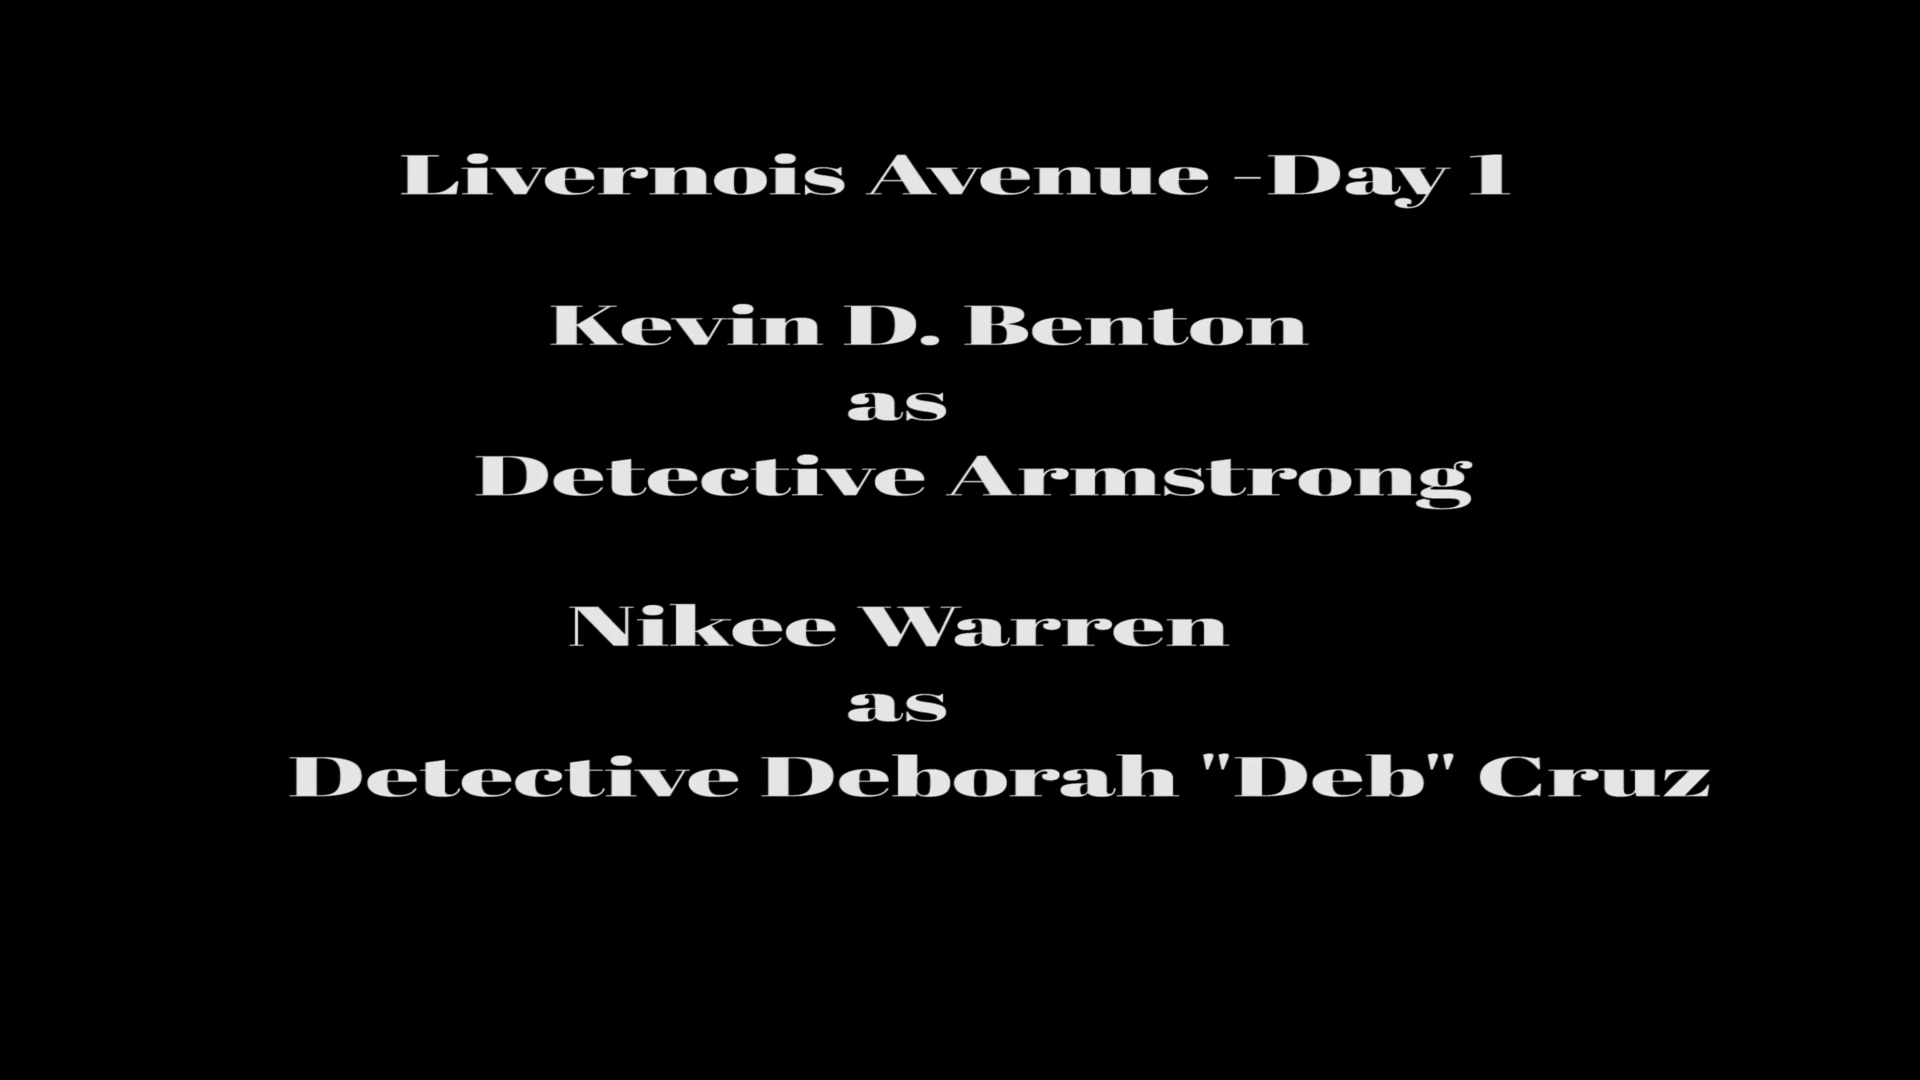 Livernois Avenue -Day 1
Kevin D. Benton
as
Detective Armstrong
Nikee Warren
as
Detective Deborah "Deb" Cruz